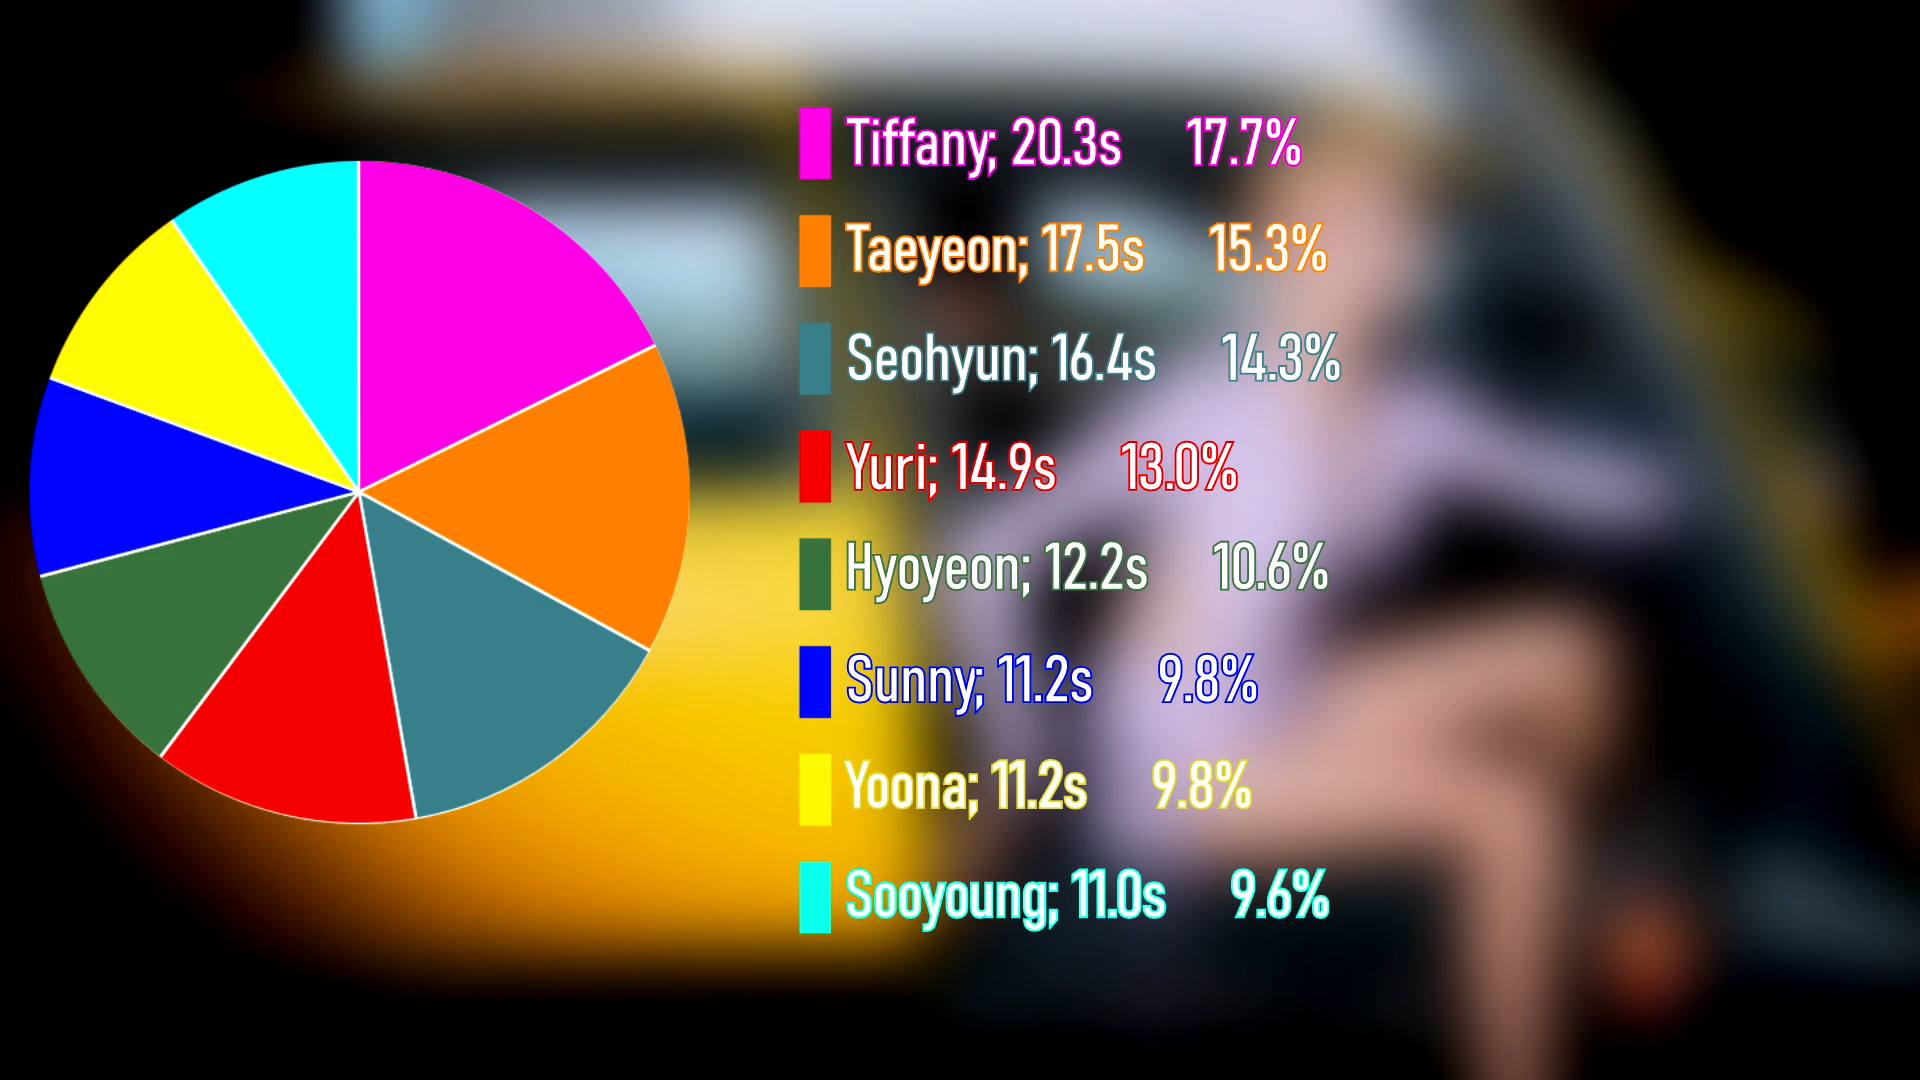 Tiffany; 20.3s 17.7%
Taeyeon; 17.5s 15.3%
Seohyun; 16.4s 14.3%
Yuri; 14.9s 13.0%
Hyoyeon; 12.2s 10.6%
Sunny; 11.2s 9.8%
Yoona; 11.2s 9.8%
Sooyoung; 11.0s 9.6%